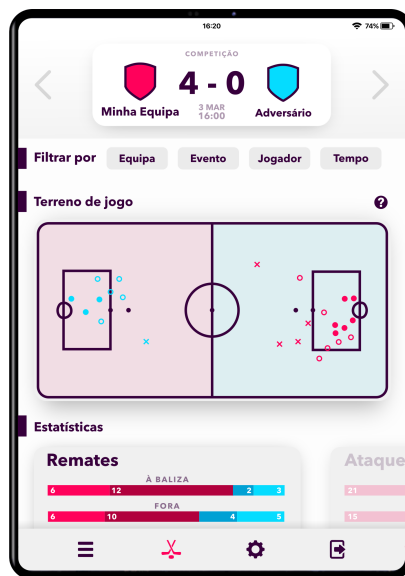 16:20
74%
COMPETIÇÃO
4 - 0
Minha Equipa
3 MAR
16:00
Adversário
Filtrar por
Equipa
Evento
Jogador
Tempo
Terreno de jogo
?
Estatísticas
Remates
Ataque
À BALIZA
6 12 2 3
21
FORA
6 10 4 5
15